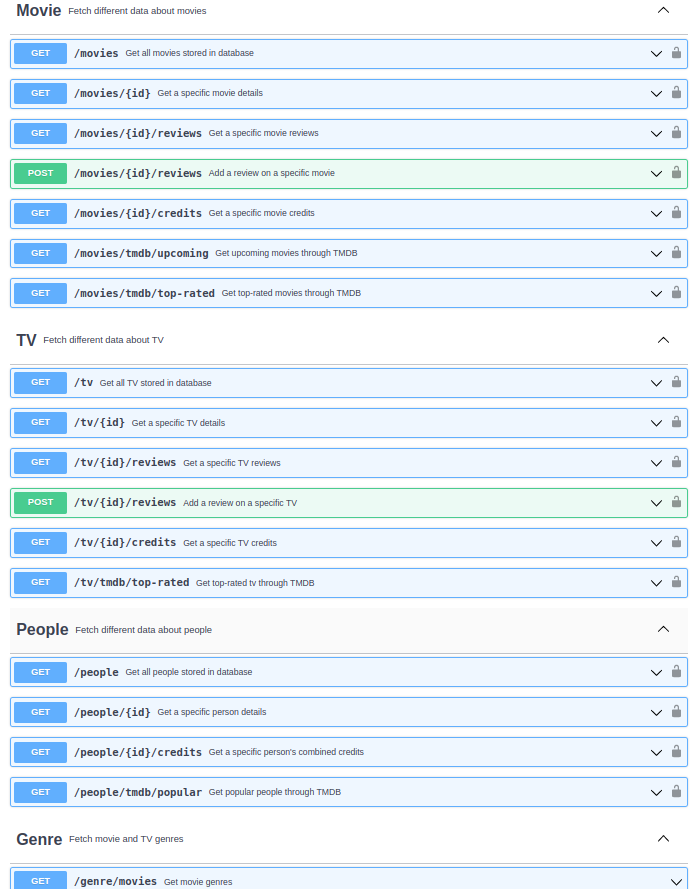 Movie Fetch different data about movies
GET /movies Get all movies stored in database
GET /movies/{id} Get a specific movie details
GET /movies/{id}/reviews Get a specific movie reviews
POST /movies/{id}/reviews Add a review on a specific movie
GET /movies/{id}/credits Get a specific movie credits
GET /movies/tmdb/upcoming Get upcoming movies through TMDB
GET /movies/tmdb/top-rated Get top-rated movies through TMDB
TV Fetch different data about TV
GET /tv Get all TV stored in database
GET /tv/{id} Get a specific TV details
GET /tv/{id}/reviews Get a specific TV reviews
POST /tv/{id}/reviews Add a review on a specific TV
GET /tv/{id}/credits Get a specific TV credits
GET /tv/tmdb/top-rated Get top-rated tv through TMDB
People Fetch different data about people
GET /people Get all people stored in database
GET /people/{id} Get a specific person details
GET /people/{id}/credits Get a specific person's combined credits
GET /people/tmdb/popular Get popular people through TMDB
Genre Fetch movie and TV genres
GET /genre/movies Get movie genres